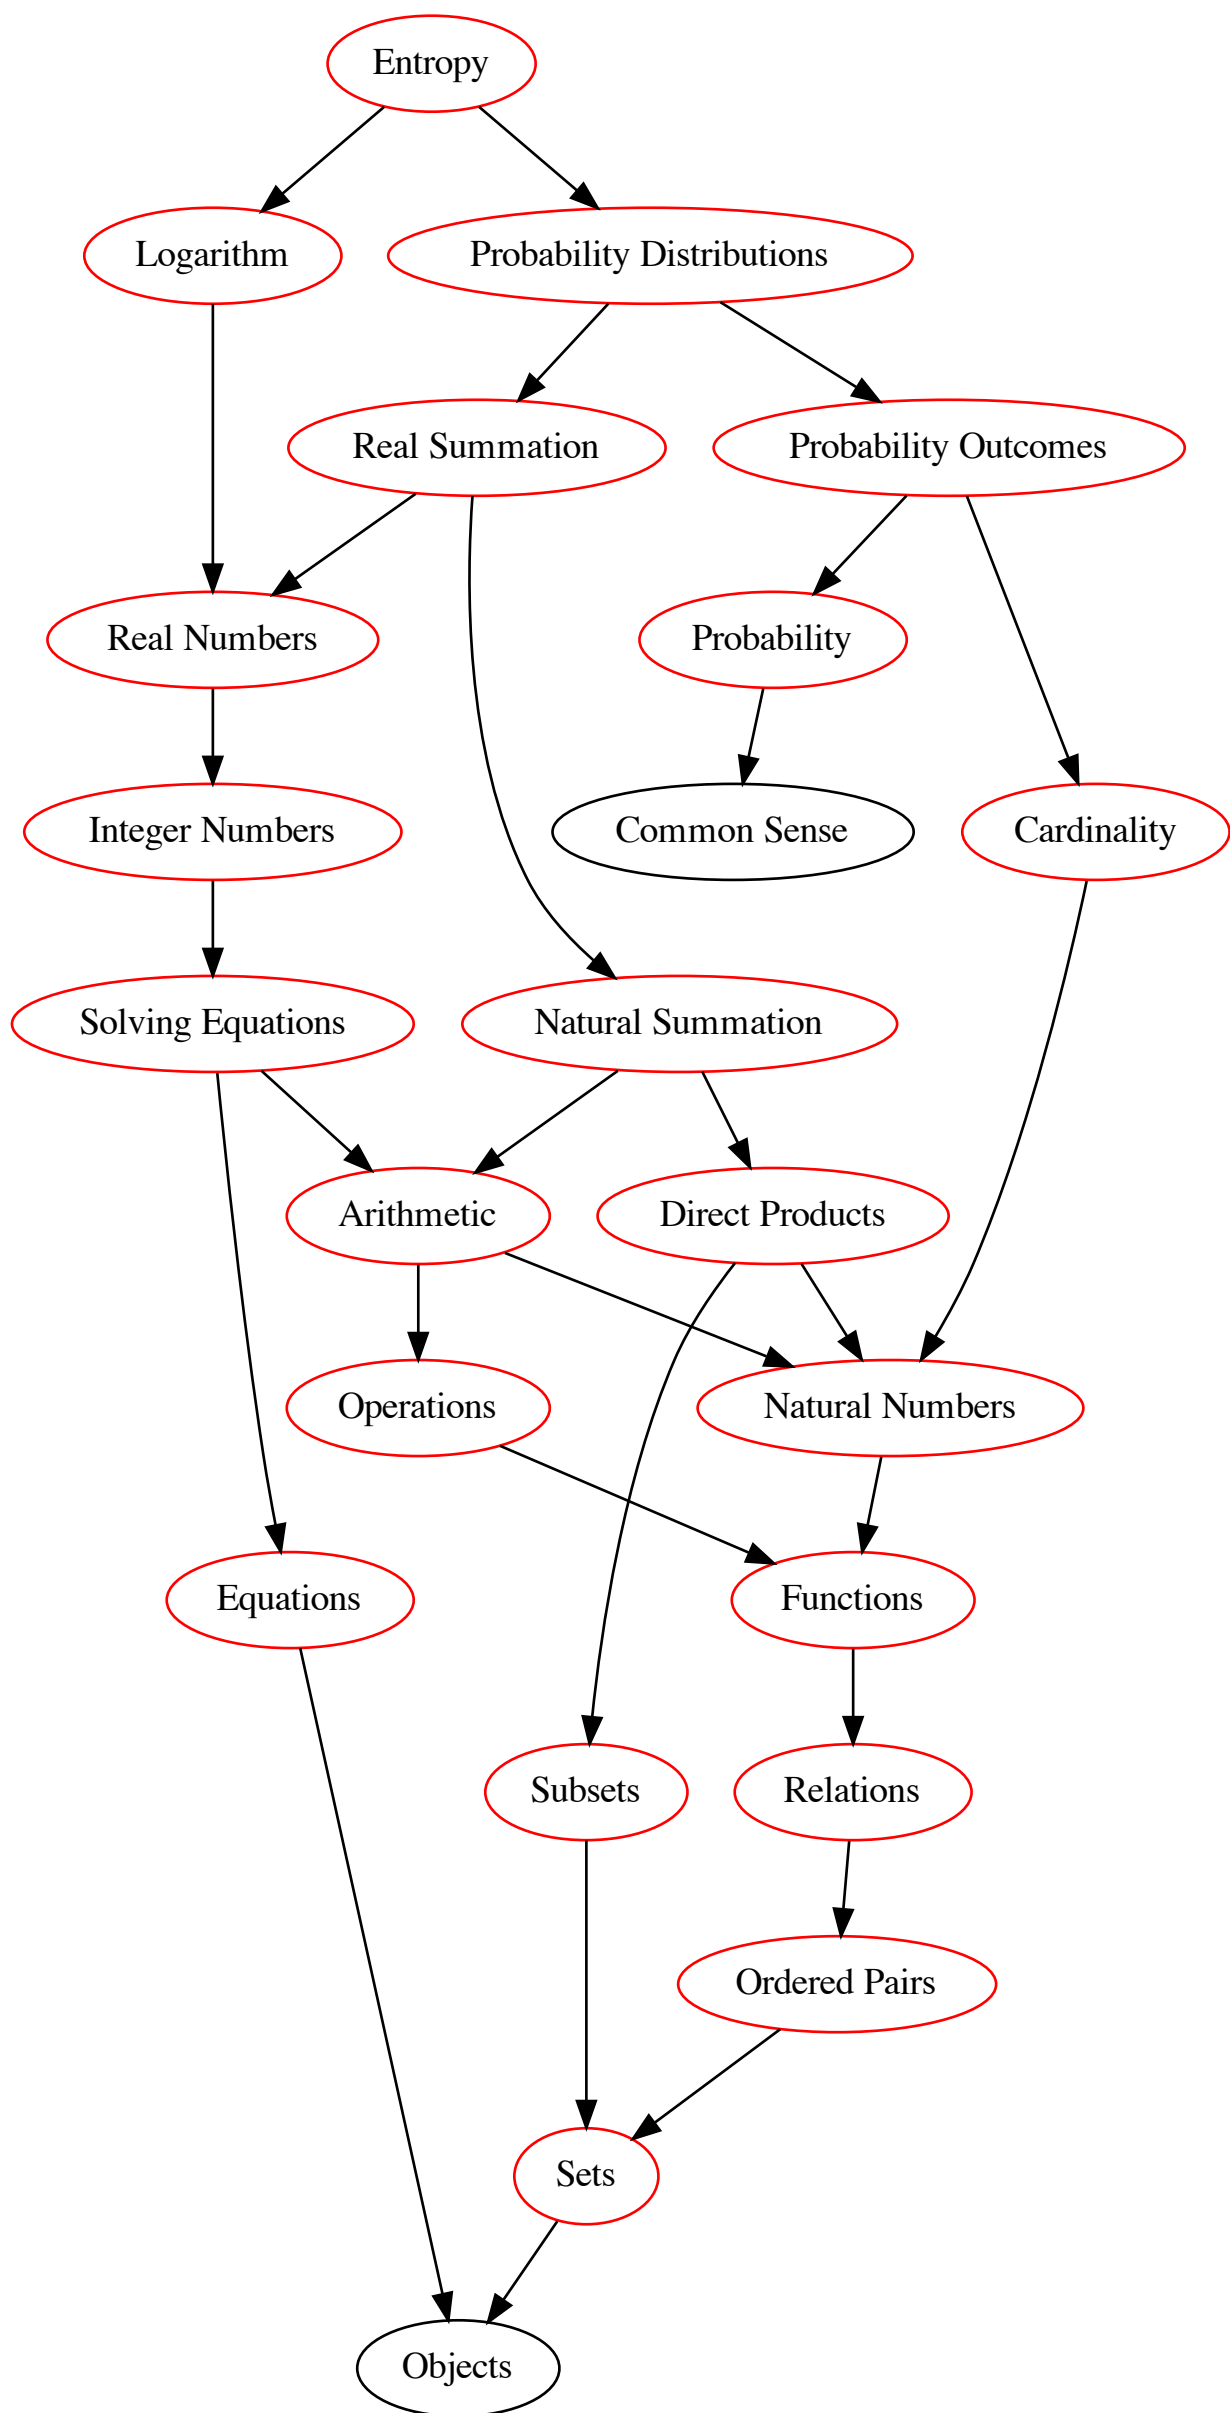 Entropy
Logarithm
Probability Distributions
Real Summation
Probability Outcomes
Real Numbers
Probability
Integer Numbers
Common Sense
Cardinality
Solving Equations
Natural Summation
Arithmetic
Direct Products
Operations
Natural Numbers
Equations
Functions
Subsets
Relations
Ordered Pairs
Sets
Objects